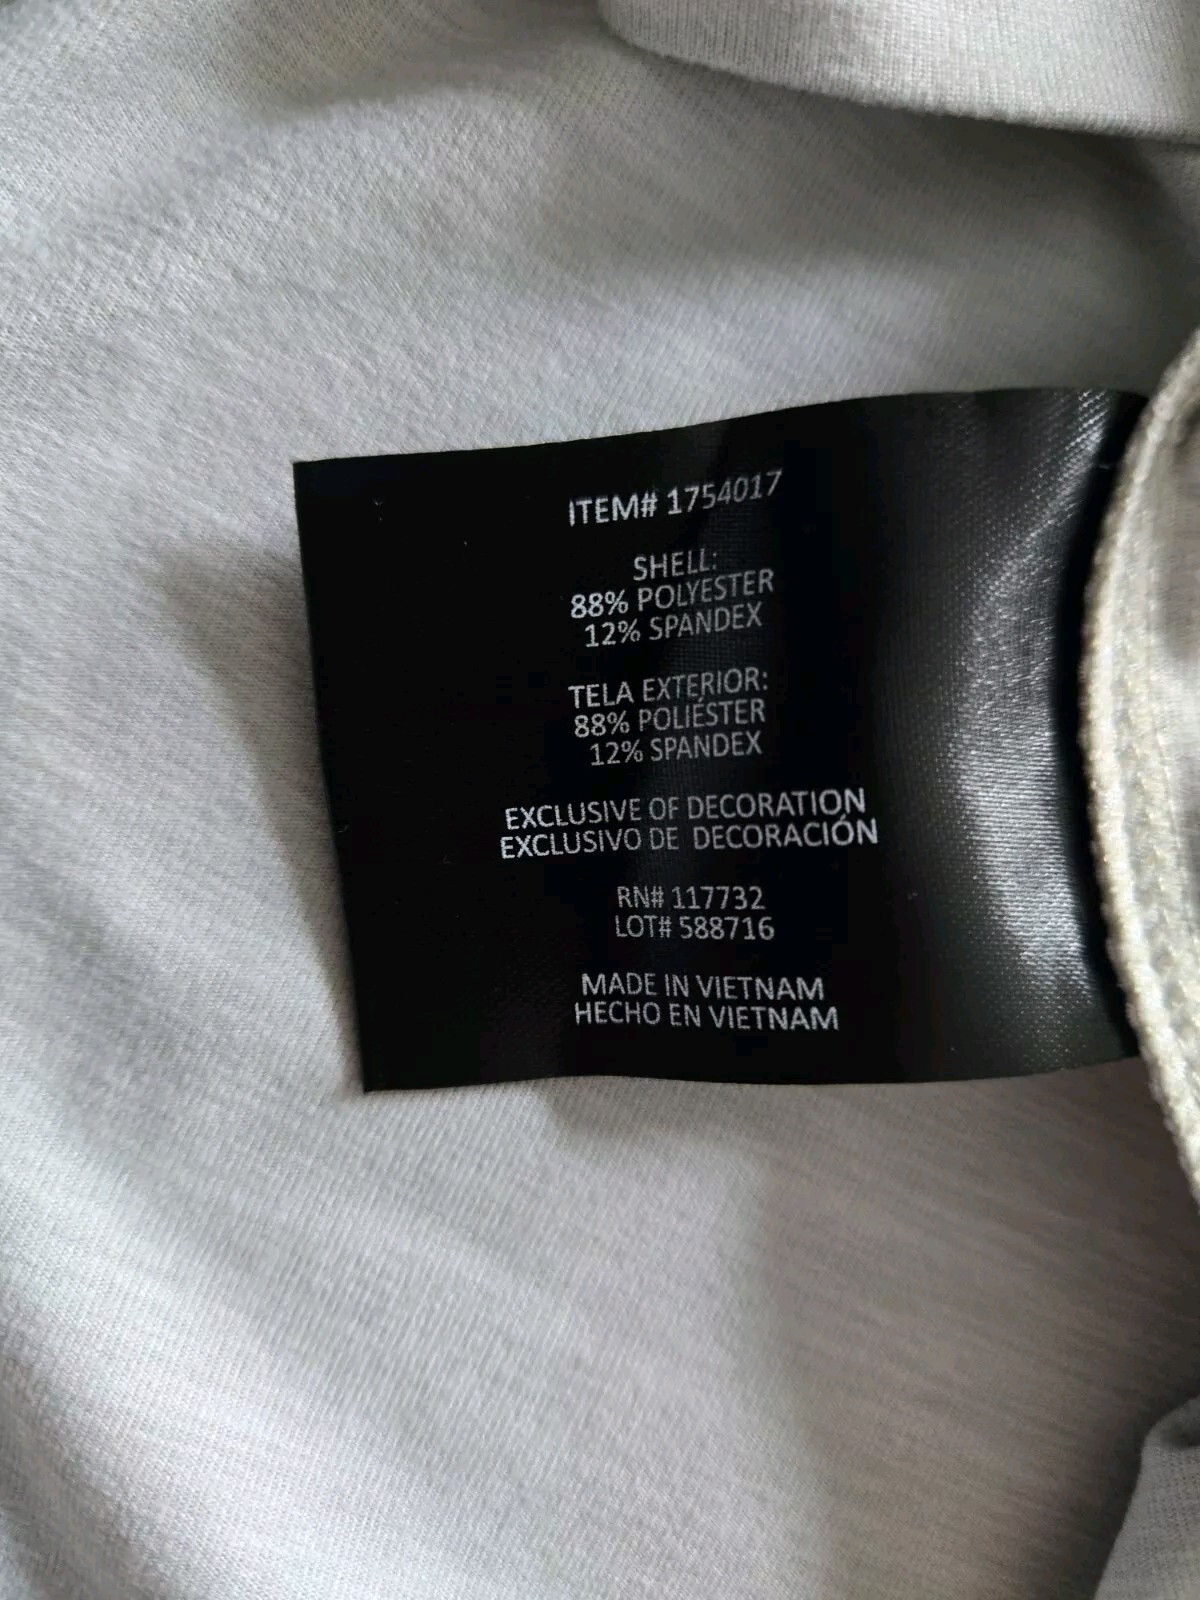 ITEM# 1754017
SHELL:
88% POLYESTER
12% SPANDEX
TELA EXTERIOR:
88% POLIÉSTER
12% SPANDEX
EXCLUSIVE OF DECORATION
EXCLUSIVO DE DECORACIÓN
RN# 117732
LOT# 588716
MADE IN VIETNAM
HECHO EN VIETNAM